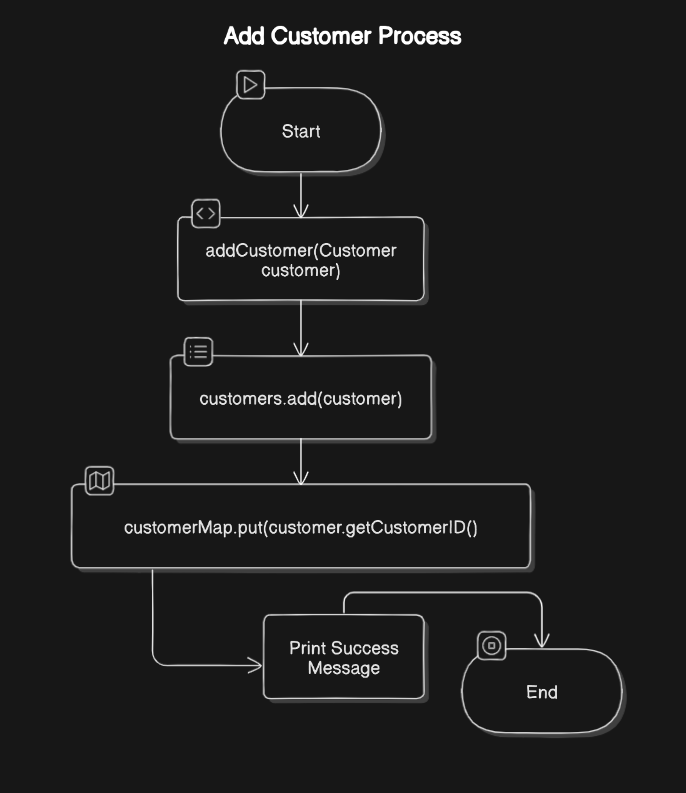 Add Customer Process
Start
addCustomer(Customer
customer)
customers.add(customer)
customerMap.put(customer.getCustomerID()
Print Success
Message
End